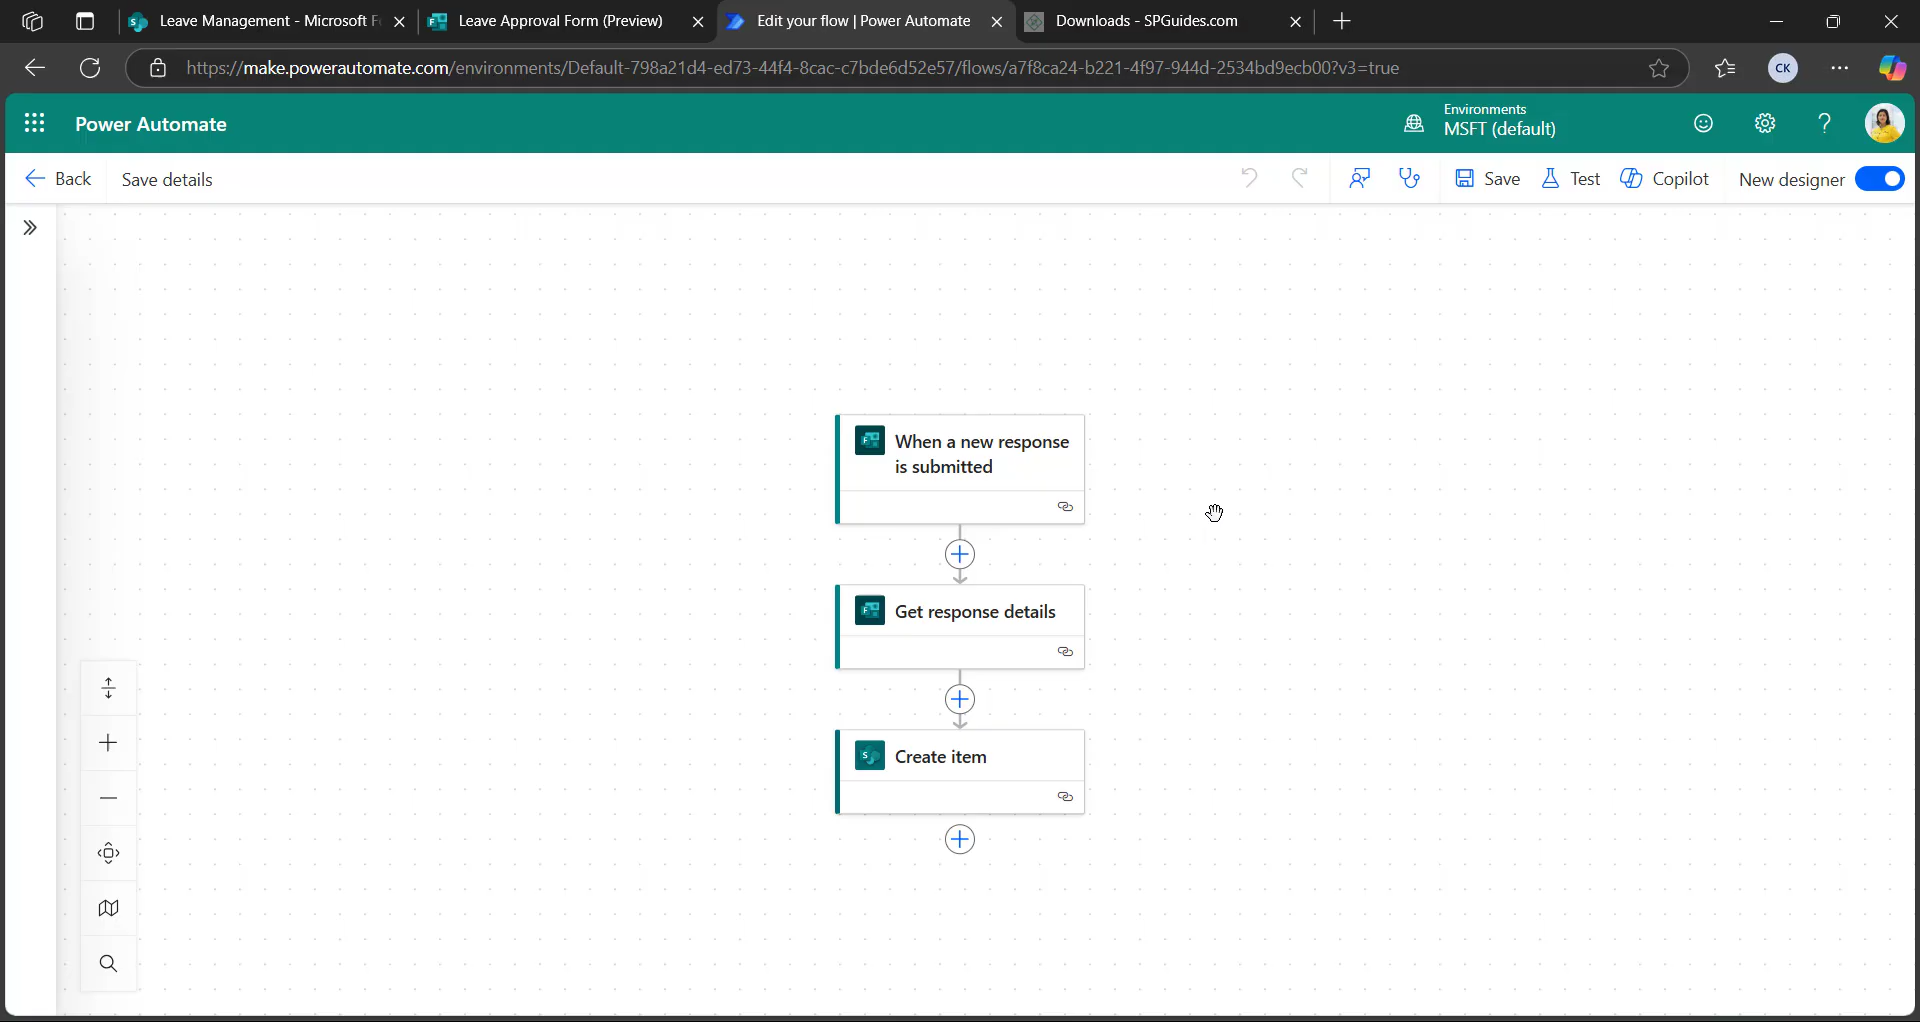 Leave Management - Microsoft F
Leave Approval Form (Preview)
Edit your flow | Power Automate
Downloads - SPGuides.com
https://make.powerautomate.com/environments/Default-798a21d4-ed73-44f4-8cac-c7bde6d52e57/flows/a7f8ca24-b221-4f97-944d-2534bd9ecb00?v3=true
CK
Power Automate
Environments
MSFT (default)
Back
Save details
Save
Test
Copilot
New designer
When a new response
is submitted
Get response details
Create item